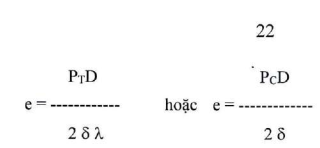 22
PTD PCD
e = ------------ hoặc e = -------------
2 δ λ 2 δ